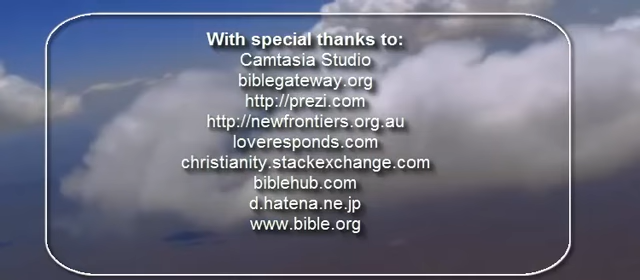 With special thanks to:
Camtasia Studio
biblegateway.org
http://prezi.com
http://newfrontiers.org.au
loveresponds.com
christianity.stackexchange.com
biblehub.com
d.hatena.ne.jp
www.bible.org